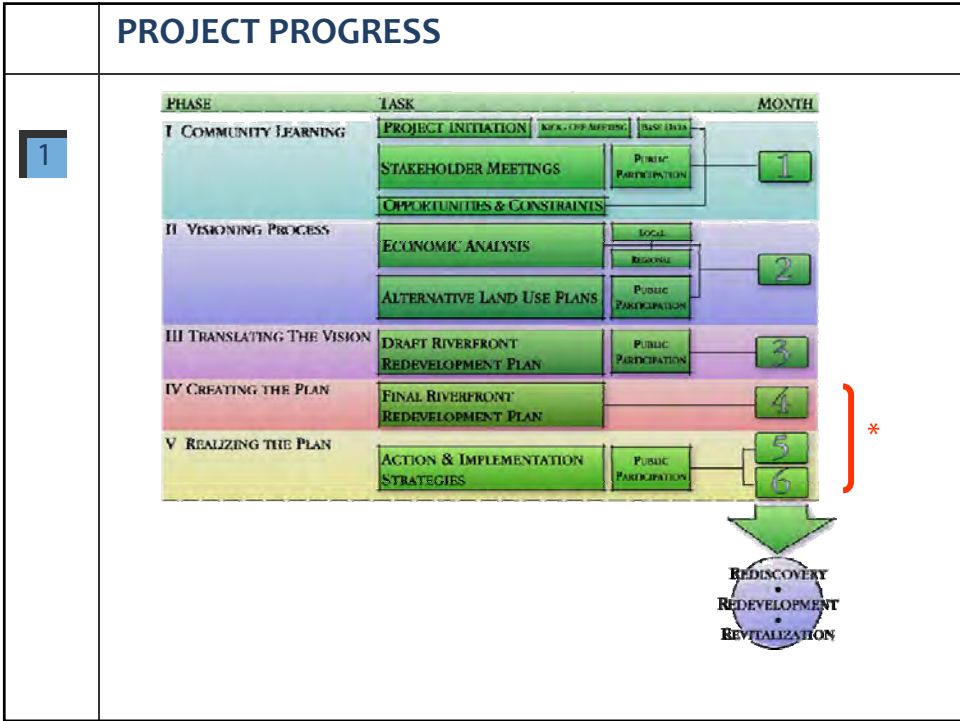 PROJECT PROGRESS
1
PHASE TASK MONTH
I COMMUNITY LEARNING
PROJECT INITIATION KICK-OFF MEETING BASE DATA
STAKEHOLDER MEETINGS
PUBLIC
PARTICIPATION
1
OPPORTUNITIES & CONSTRAINTS
II VISIONING PROCESS
ECONOMIC ANALYSIS
LOCAL
REGIONAL
2
ALTERNATIVE LAND USE PLANS
PUBLIC
PARTICIPATION
III TRANSLATING THE VISION
DRAFT RIVERFRONT
REDEVELOPMENT PLAN
PUBLIC
PARTICIPATION
3
IV CREATING THE PLAN
FINAL RIVERFRONT
REDEVELOPMENT PLAN
4
*
V REALIZING THE PLAN
ACTION & IMPLEMENTATION
STRATEGIES
PUBLIC
PARTICIPATION
5
6
REDISCOVERY
•
REDEVELOPMENT
•
REVITALIZATION